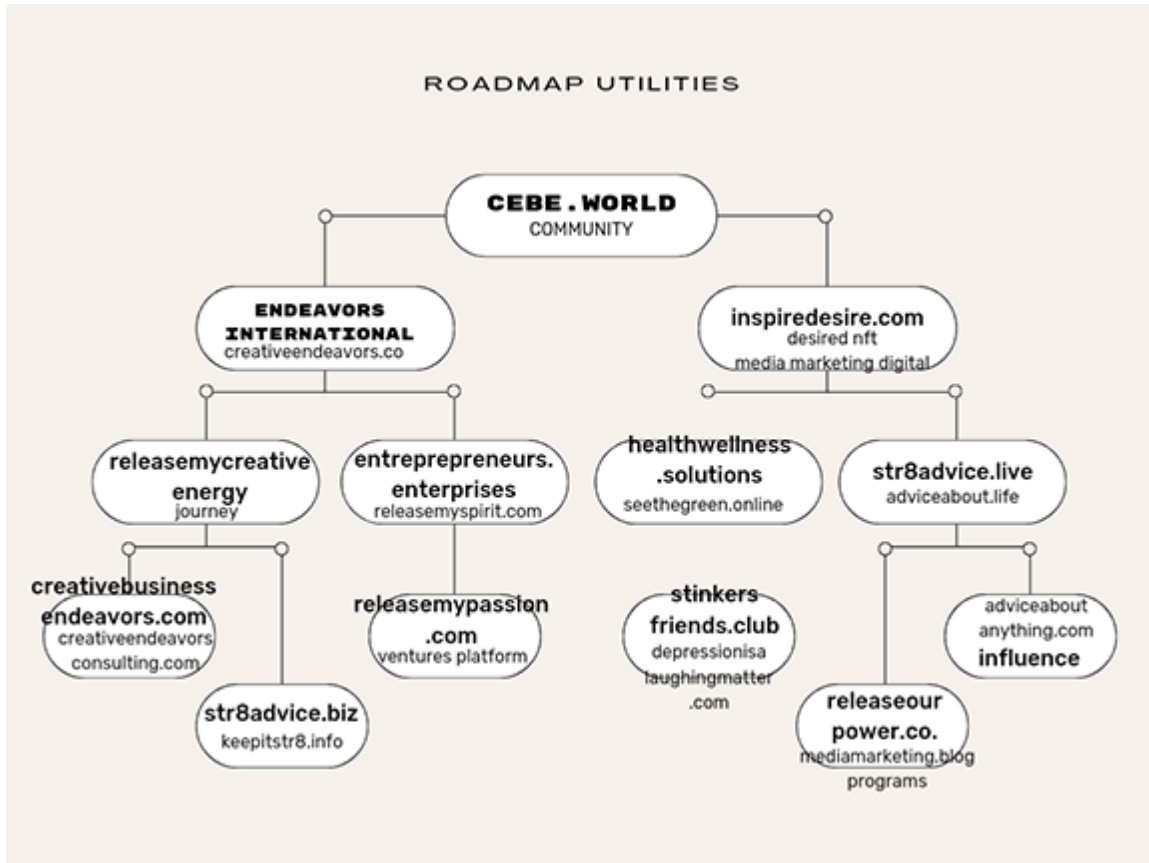 ROADMAP UTILITIES
CEBE.WORLD
COMMUNITY
ENDEAVORS
INTERNATIONAL
creativeendeavors.co
inspiredesire.com
desired nft
media marketing digital
releasemycreative
energy
journey
entreprepreneurs.
enterprises
releasemyspirit.com
healthwellness
.solutions
seethegreen.online
str8advice.live
adviceabout.life
creativebusiness
endeavors.com
creativeendeavors
consulting.com
releasemypassion
.com
ventures platform
stinkers
friends.club
depressionisa
laughingmatter
.com
adviceabout
anything.com
influence
str8advice.biz
keepitstr8.info
releaseour
power.co.
mediamarketing.blog
programs